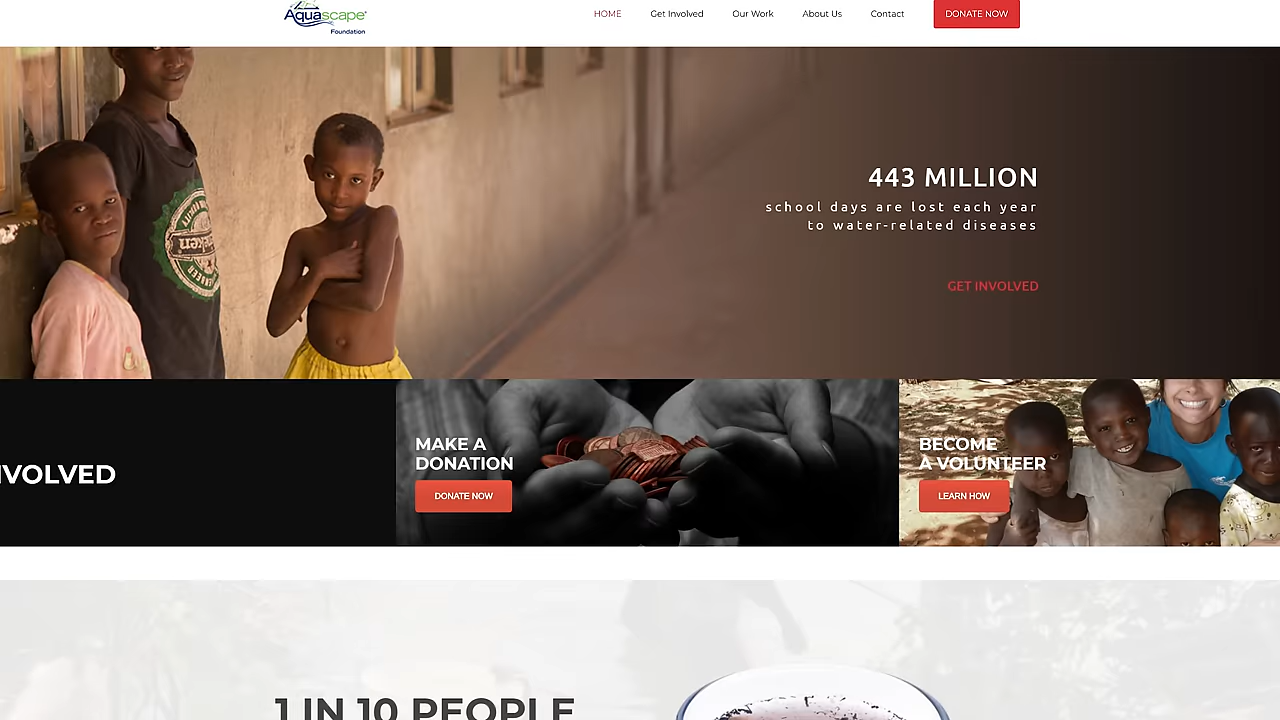 Aquascape
Foundation
HOME
Get Involved
Our Work
About Us
Contact
DONATE NOW
443 MILLION
school days are lost each year
to water-related diseases
GET INVOLVED
NVOLVED
MAKE A
DONATION
DONATE NOW
BECOME
A VOLUNTEER
LEARN HOW
1 IN 10 PEOPLE